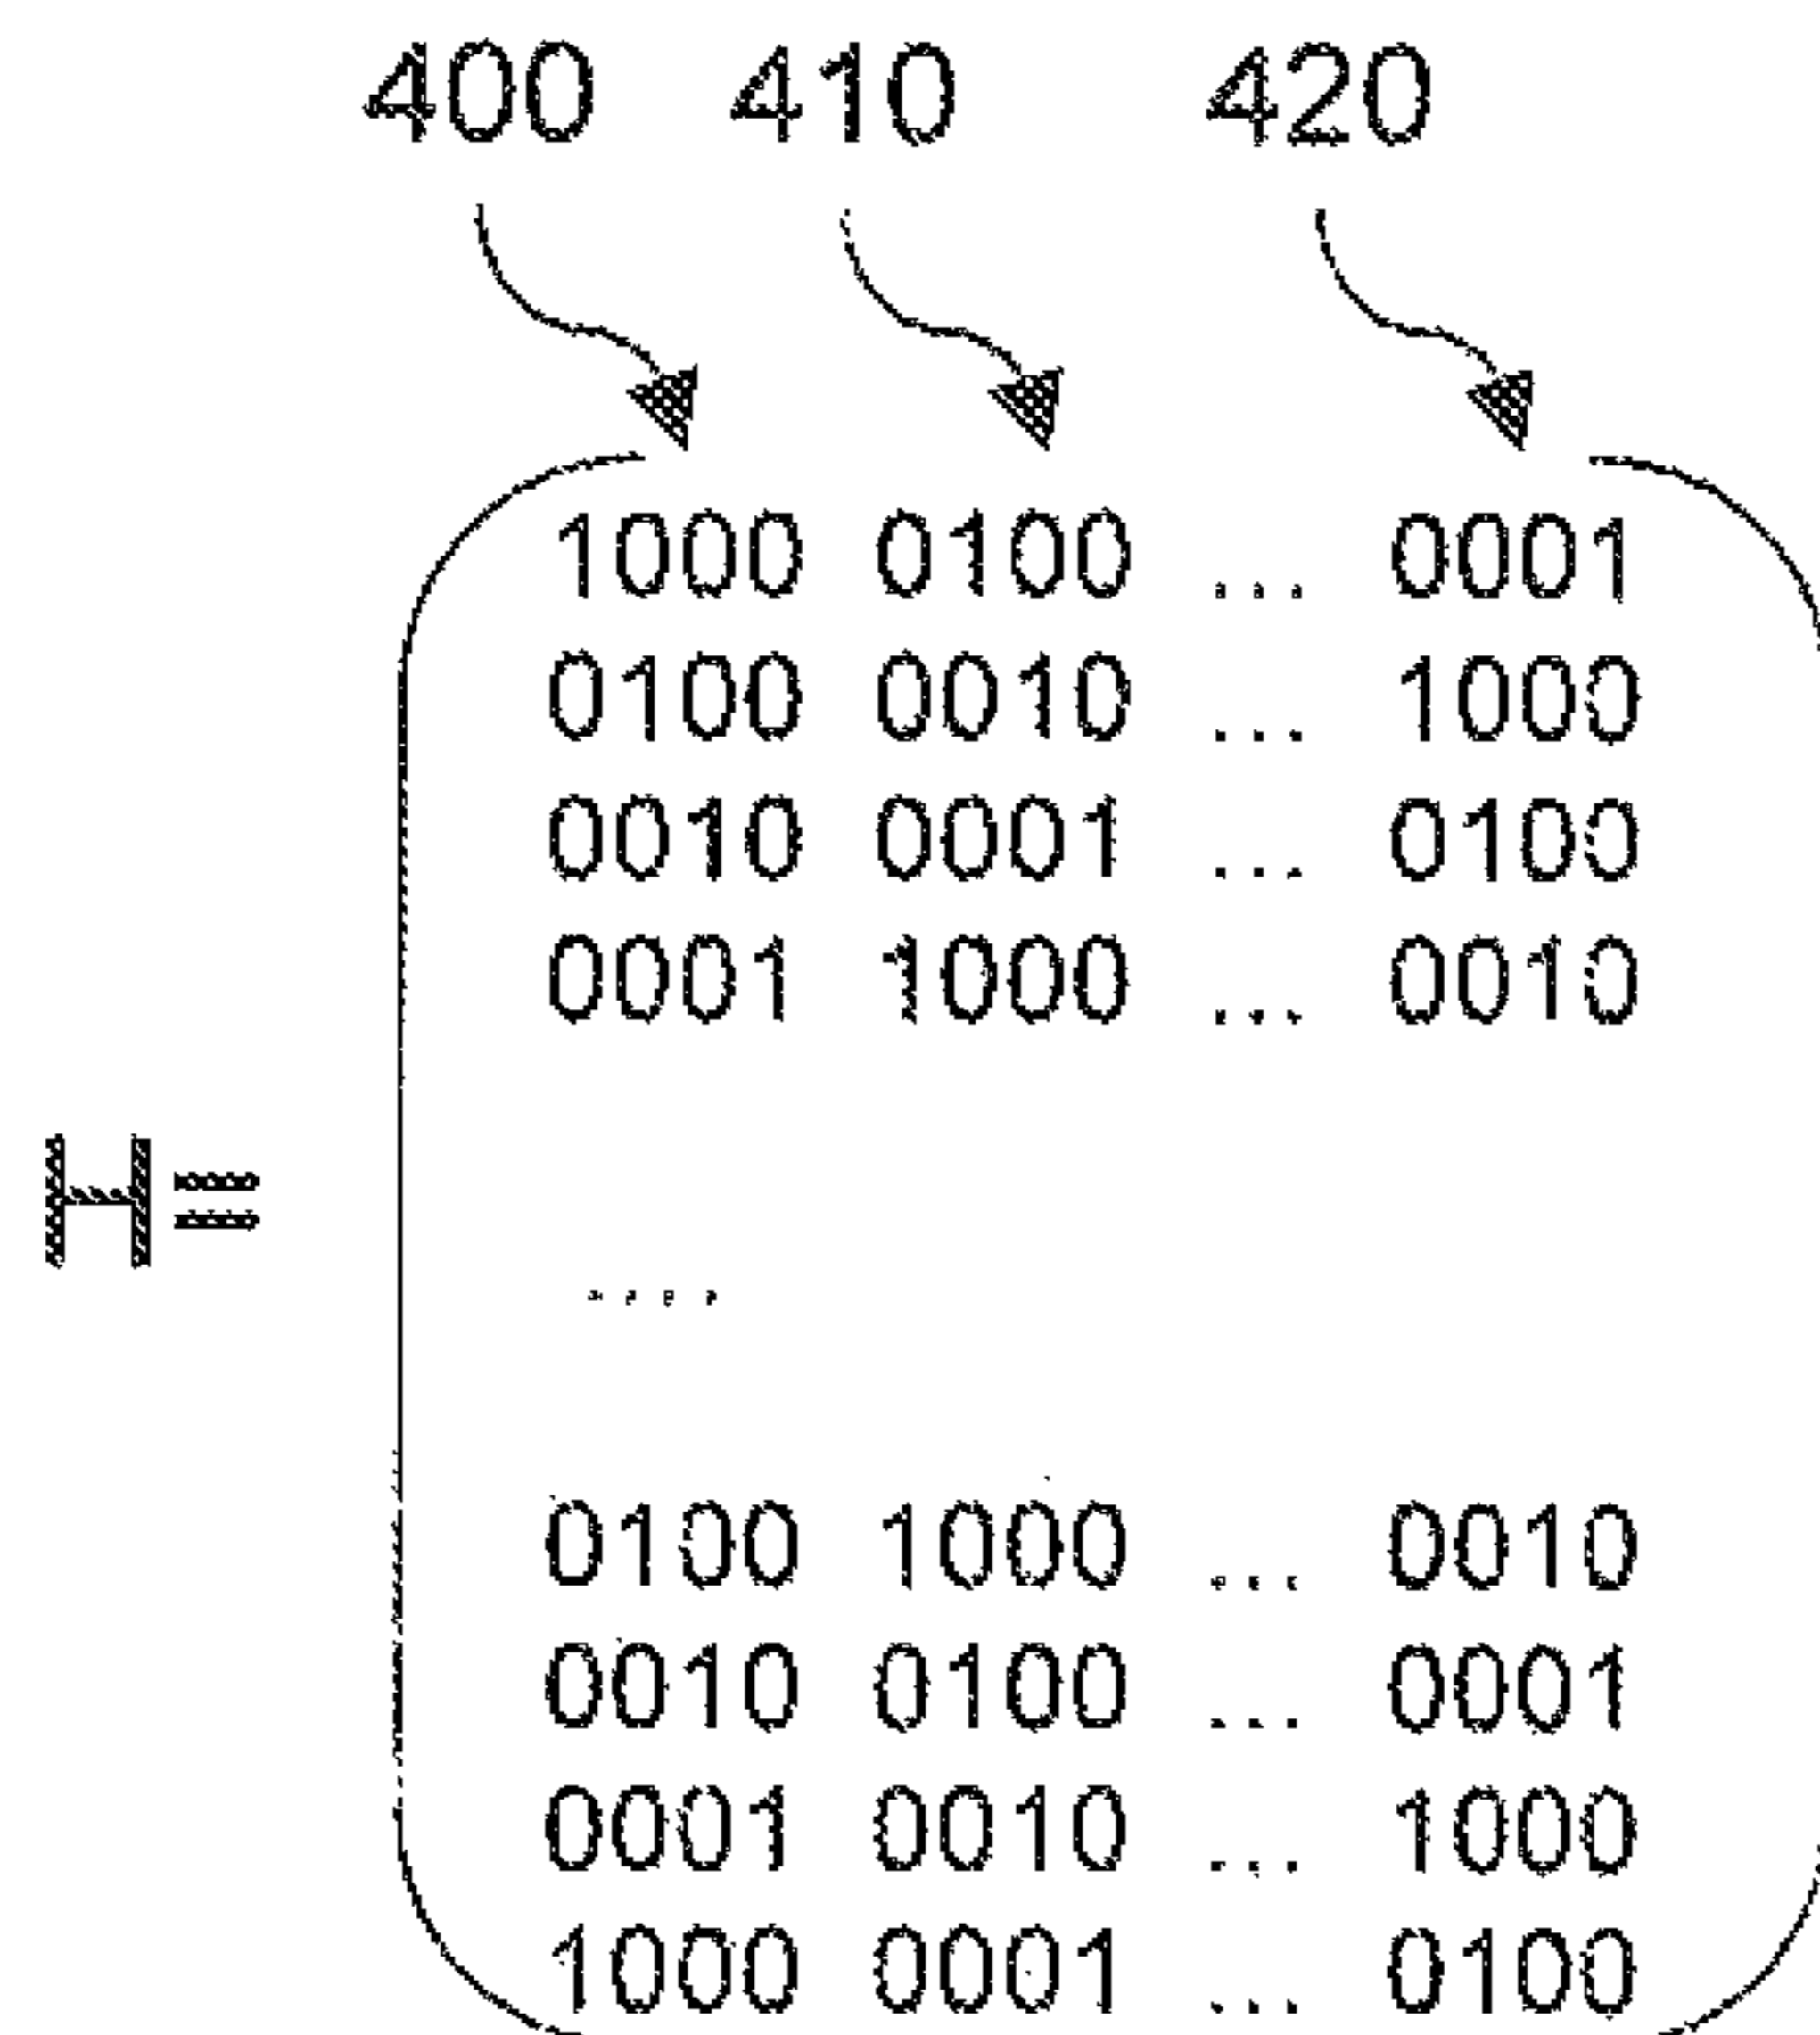 400 410 420
1000 0100 ... 0001
0100 0010 ... 1000
0010 0001 ... 0100
0001 1000 ... 0010
H=
....
0100 1000 ... 0010
0010 0100 ... 0001
0001 0010 ... 1000
1000 0001 ... 0100